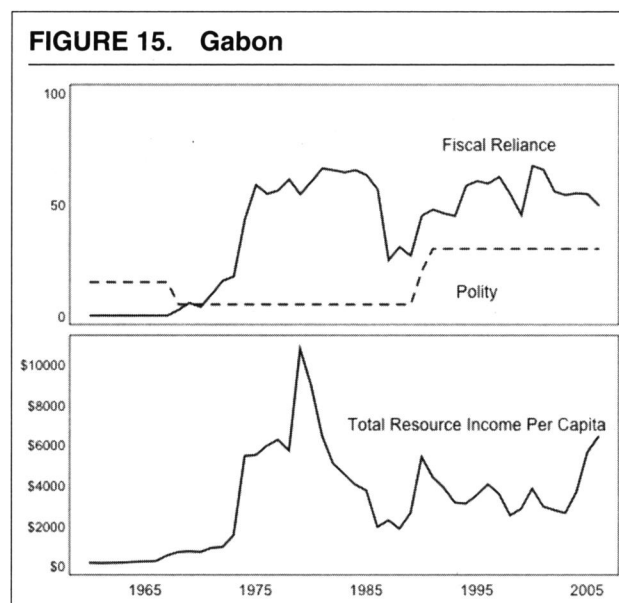 FIGURE 15. Gabon
100
Fiscal Reliance
50
Polity
0
$10000
$8000
Total Resource Income Per Capita
$6000
$4000
$2000
$0
1965 1975 1985 1995 2005